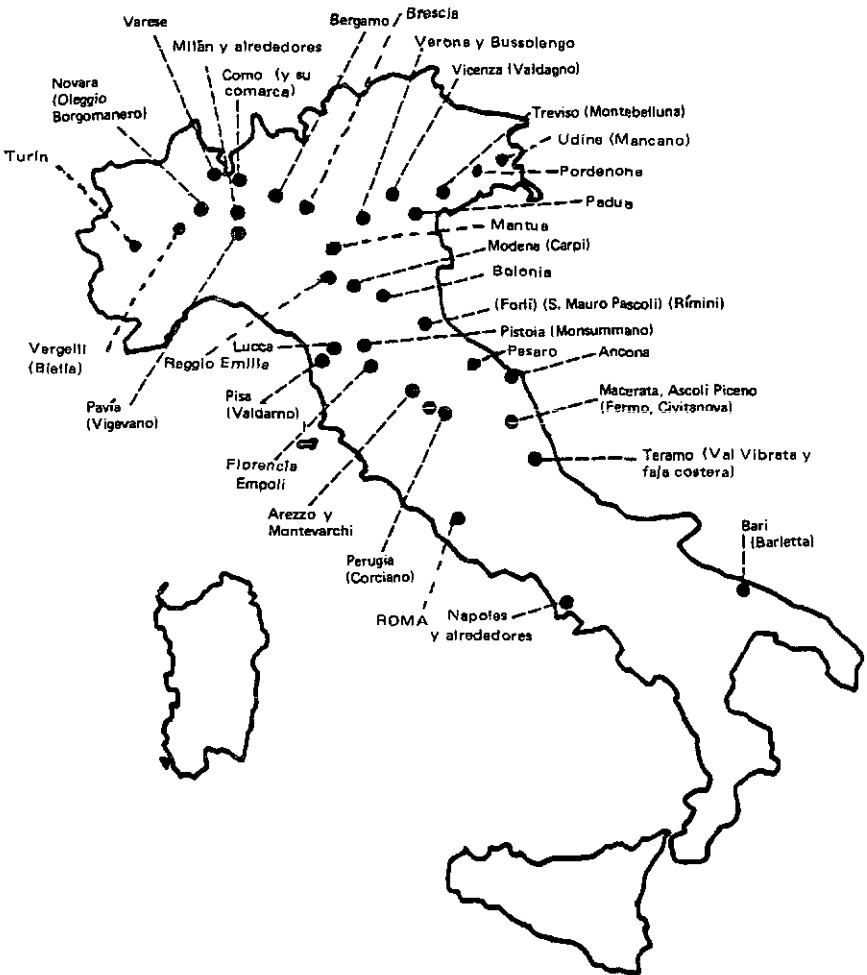 Varese
Milán y alrededores
Como (y su
comarca)
Bergamo
Brescia
Verona y Bussolengo
Vicenza (Valdagno)
Novara
(Oleggio
Borgomanero)
Treviso (Montebelluna)
Udine (Mancano)
Turín
Pordenone
Padua
Mantua
Modena (Carpi)
Bolonia
(Forli) (S. Mauro Pascoli) (Rímini)
Vergelli
(Biella)
Reggio Emilia
Lucca
Pistoia (Monsummano)
Pesaro
Ancona
Pavia
(Vigevano)
Pisa
(Valdarno)
Macerata, Ascoli Piceno
(Fermo, Civitanova)
Florencia
Empoli
Teramo (Val Vibrata y
faja costera)
Arezzo y
Montevarchi
Perugia
(Corciano)
Bari
(Barletta)
ROMA
Napoles
y alrededores